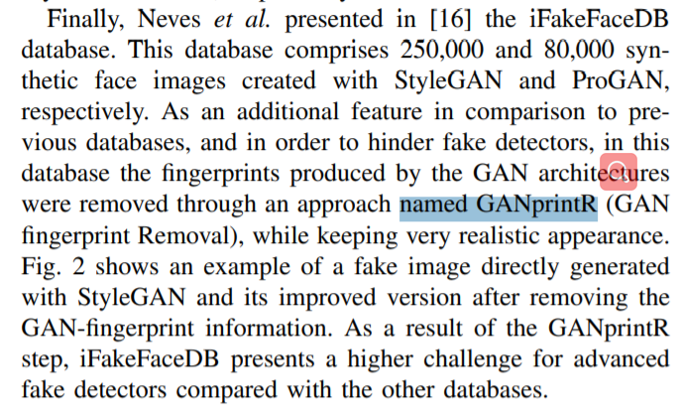 Finally, Neves et al. presented in [16] the iFakeFaceDB
database. This database comprises 250,000 and 80,000 syn-
thetic face images created with StyleGAN and ProGAN,
respectively. As an additional feature in comparison to pre-
vious databases, and in order to hinder fake detectors, in this
database the fingerprints produced by the GAN architectures
were removed through an approach named GANprintR (GAN
fingerprint Removal), while keeping very realistic appearance.
Fig. 2 shows an example of a fake image directly generated
with StyleGAN and its improved version after removing the
GAN-fingerprint information. As a result of the GANprintR
step, iFakeFaceDB presents a higher challenge for advanced
fake detectors compared with the other databases.